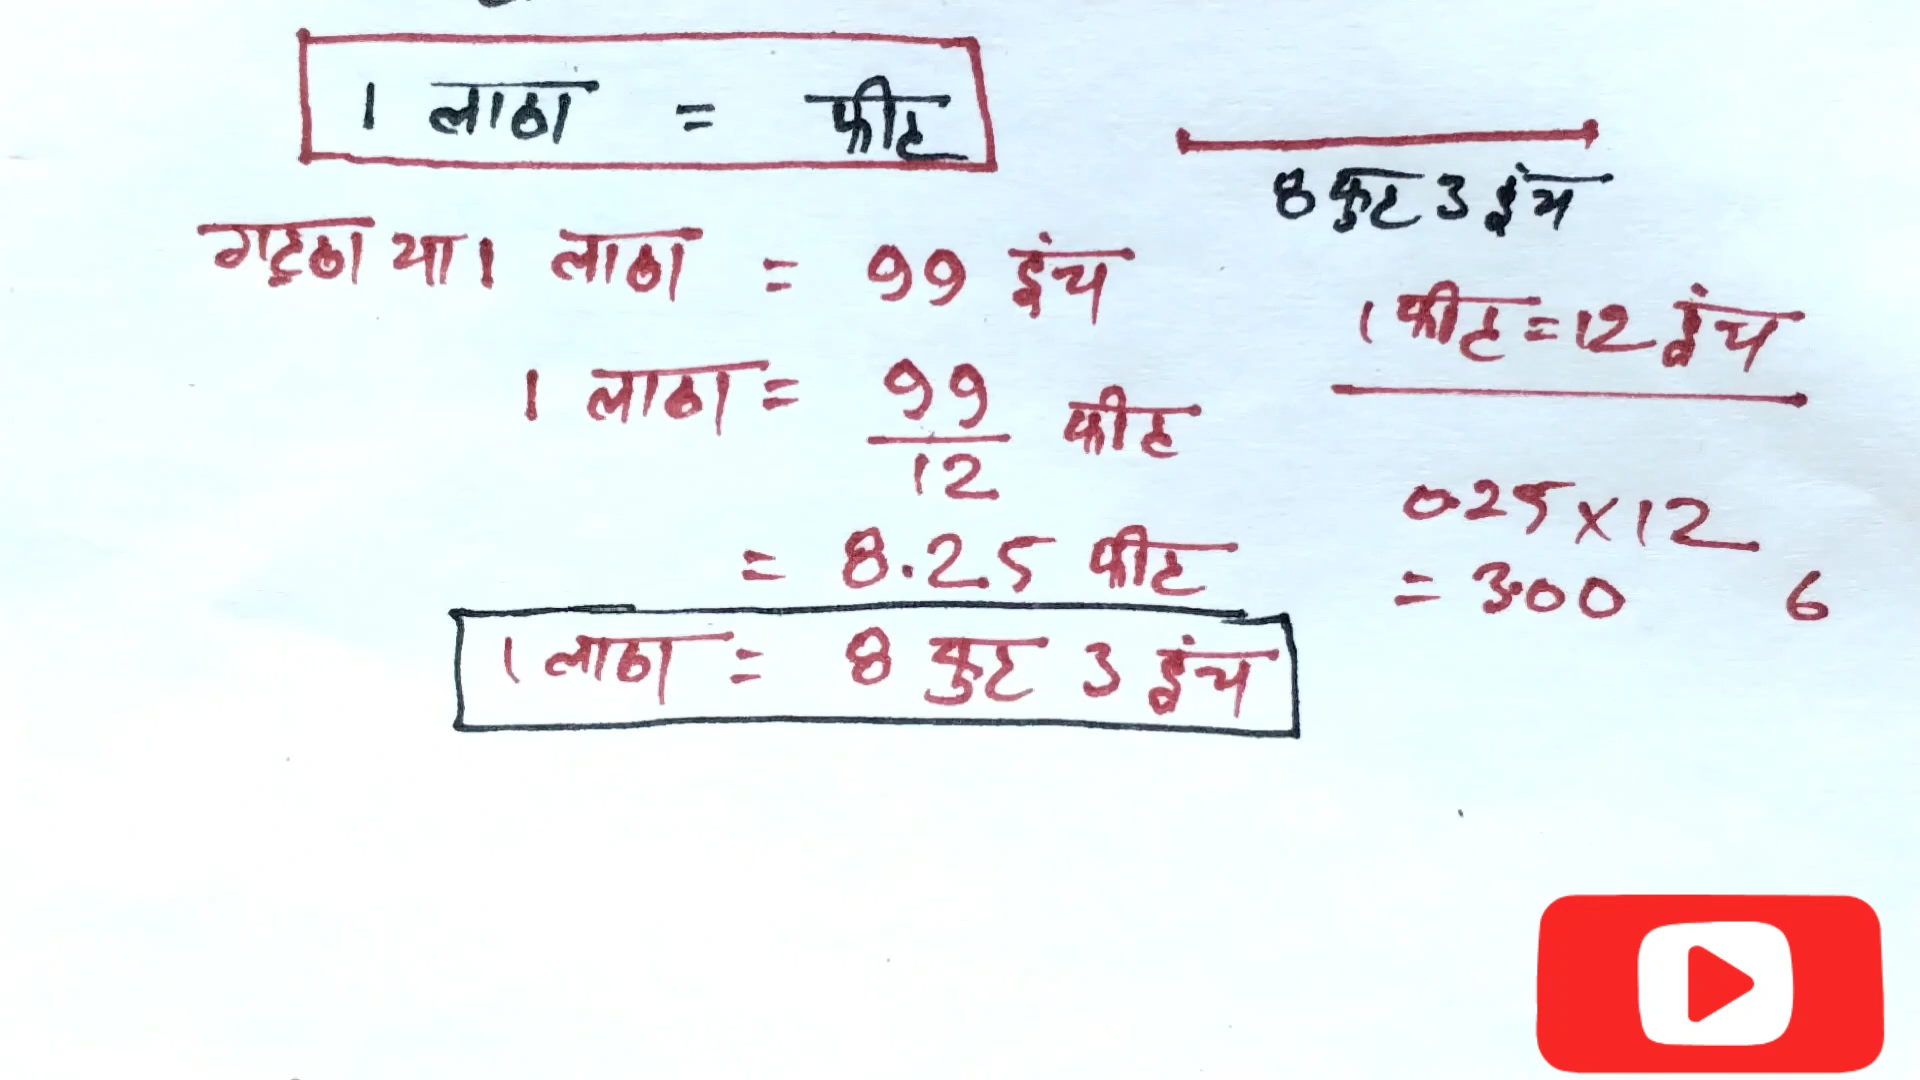 1 लाठा = फीट
8 फुट 3 इंच
गट्ठा या 1 लाठा = 99 इंच
1 फीट = 12 इंच
1 लाठा = 99/12 फीट
0.25 x 12
= 8.25 फीट
= 3.00 6
1 लाठा = 8 फुट 3 इंच